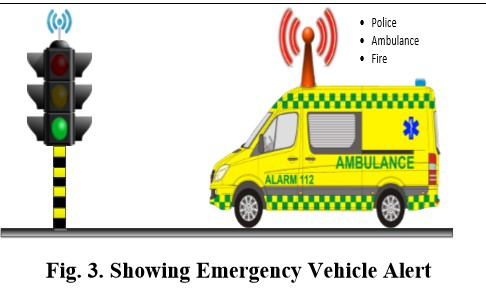 • Police
• Ambulance
• Fire
AMBULANCE
ALARM 112
Fig. 3. Showing Emergency Vehicle Alert